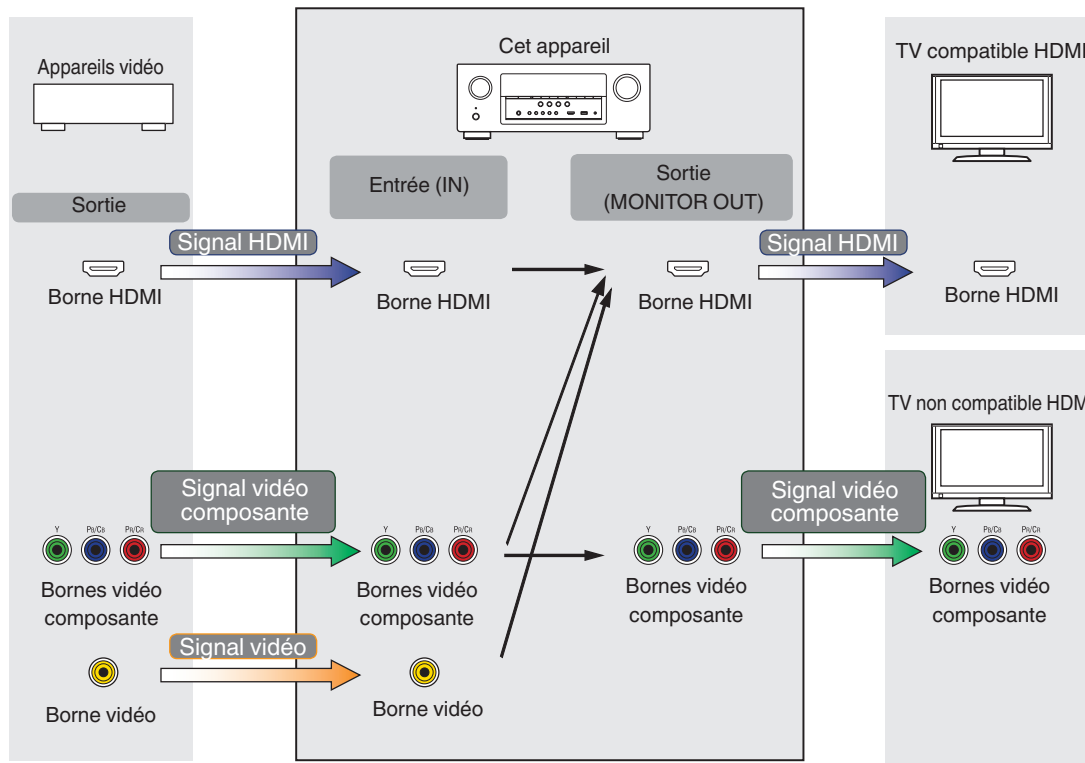 Appareils vidéo
Cet appareil
TV compatible HDMI
Sortie
Entrée (IN)
Sortie
(MONITOR OUT)
Signal HDMI
Signal HDMI
Borne HDMI
Borne HDMI
Borne HDMI
Borne HDMI
TV non compatible HDM
Signal vidéo
composante
Signal vidéo
composante
Y PB/CB PR/CR
Y PB/CB PR/CR
Y PB/CB PR/CR
Y PB/CB PR/CR
Bornes vidéo
composante
Bornes vidéo
composante
Bornes vidéo
composante
Bornes vidéo
composante
Signal vidéo
Borne vidéo
Borne vidéo